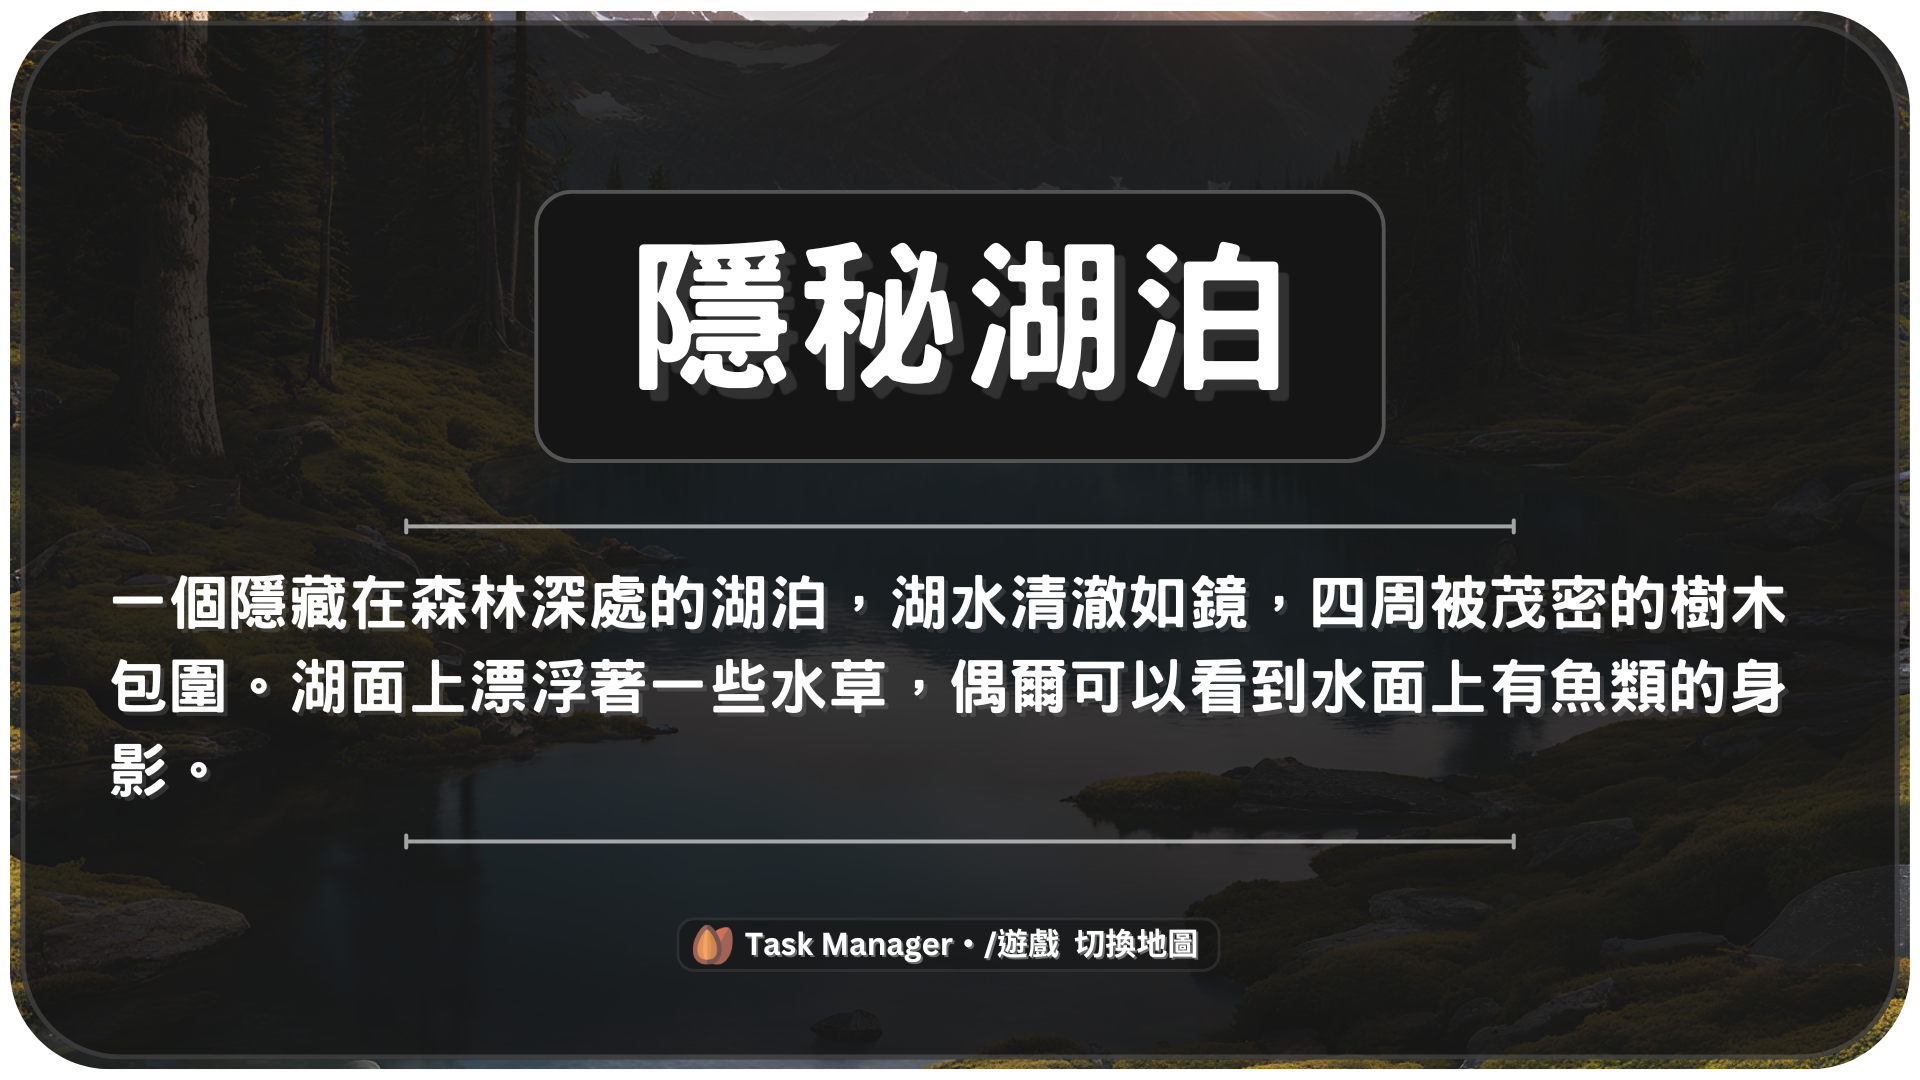 隱秘湖泊
一個隱藏在森林深處的湖泊，湖水清澈如鏡，四周被茂密的樹木
包圍。湖面上漂浮著一些水草，偶爾可以看到水面上有魚類的身
影。
Task Manager・/遊戲 切換地圖